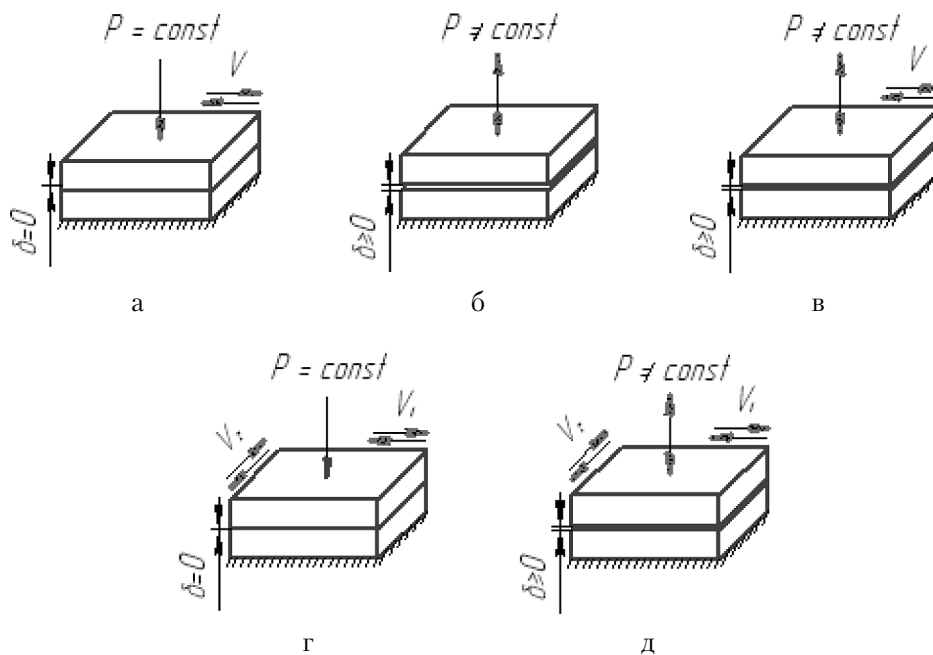 P = const
V
δ=0
а
P ≠ const
δ≥0
б
P ≠ const
V
δ≥0
в
P = const
V₁
V₂
δ=0
г
P ≠ const
V₁
V₂
δ≥0
д